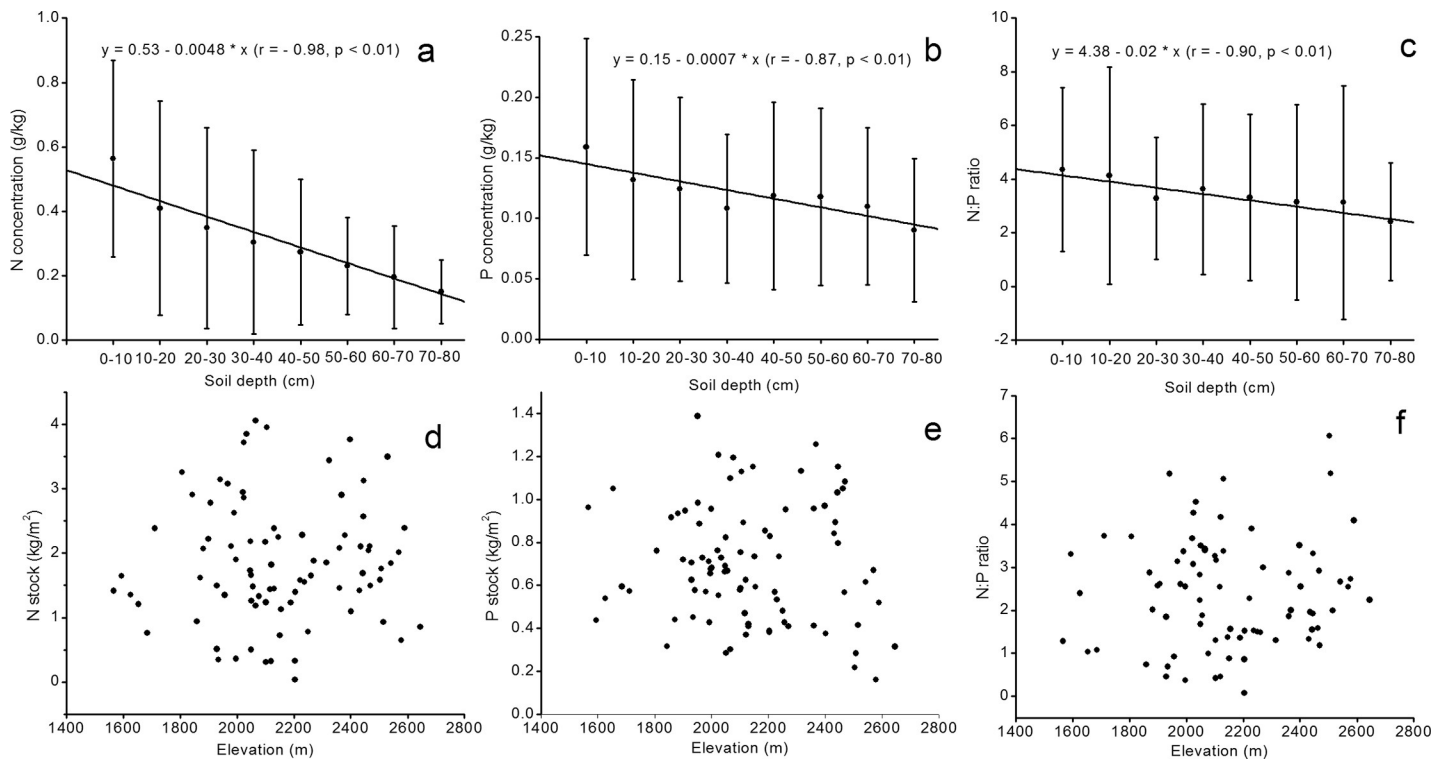 y = 0.53 - 0.0048 * x (r = - 0.98, p < 0.01)
a
N concentration (g/kg)
1.0
0.8
0.6
0.4
0.2
0.0
0-10 10-20 20-30 30-40 40-50 50-60 60-70 70-80
Soil depth (cm)
y = 0.15 - 0.0007 * x (r = - 0.87, p < 0.01)
b
P concentration (g/kg)
0.25
0.20
0.15
0.10
0.05
0.00
0-10 10-20 20-30 30-40 40-50 50-60 60-70 70-80
Soil depth (cm)
y = 4.38 - 0.02 * x (r = - 0.90, p < 0.01)
c
N:P ratio
10
8
6
4
2
0
-2
0-10 10-20 20-30 30-40 40-50 50-60 60-70 70-80
Soil depth (cm)
d
N stock (kg/m²)
4
3
2
1
0
1400 1600 1800 2000 2200 2400 2600 2800
Elevation (m)
e
P stock (kg/m²)
1.4
1.2
1.0
0.8
0.6
0.4
0.2
0.0
1400 1600 1800 2000 2200 2400 2600 2800
Elevation (m)
f
N:P ratio
7
6
5
4
3
2
1
0
1400 1600 1800 2000 2200 2400 2600 2800
Elevation (m)